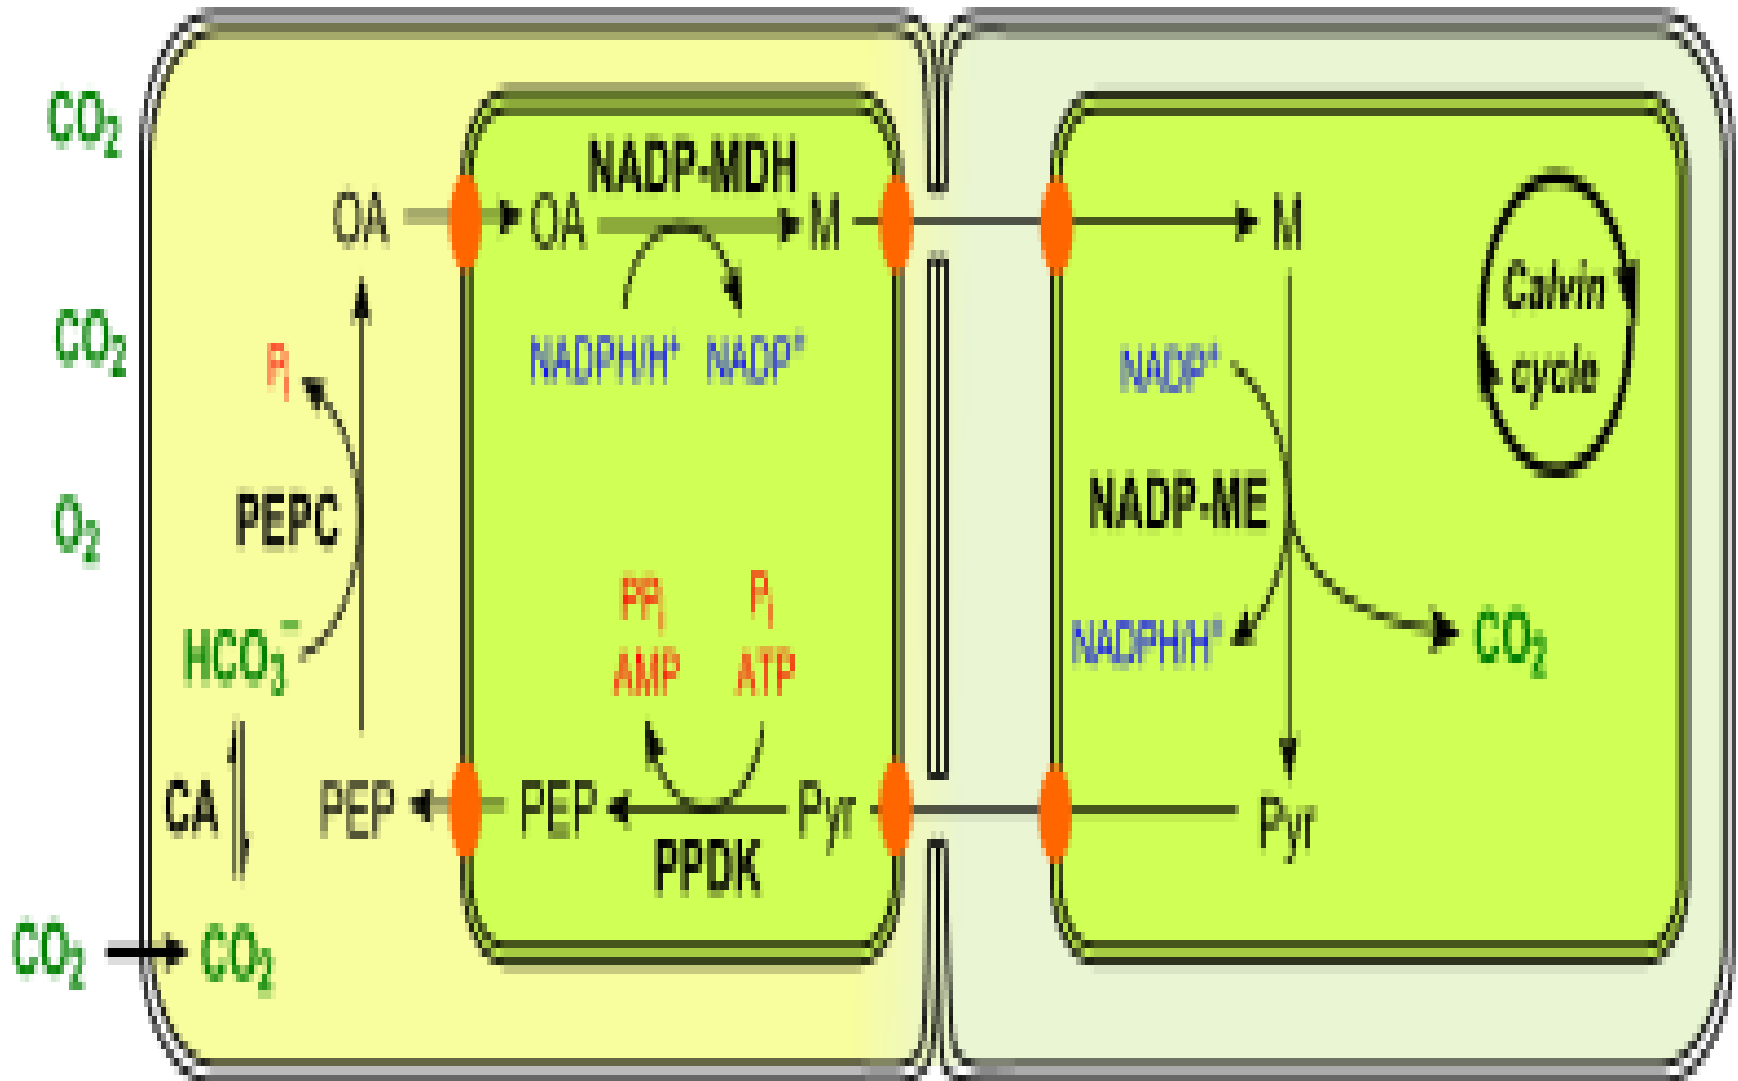 CO₂
NADP-MDH
OA OA M M
Calvin
cycle
CO₂
Pᵢ
NADPH/H⁺ NADP⁺
NADP⁺
O₂
PEPC
NADP-ME
PPᵢ Pᵢ
HCO₃⁻
AMP ATP
NADPH/H⁺
CO₂
CA
PEP PEP Pyr Pyr
PPDK
CO₂ CO₂